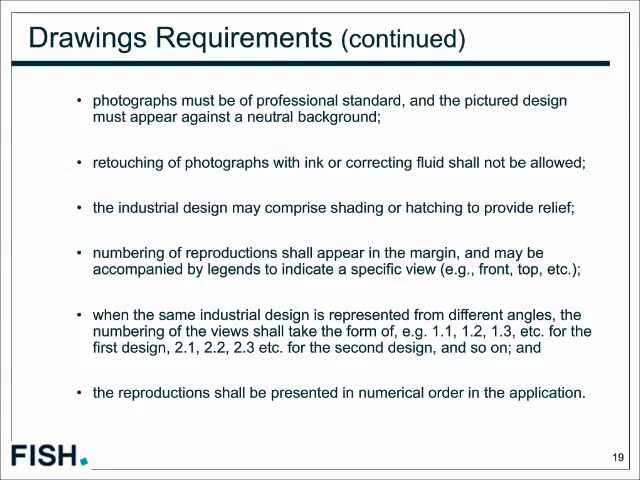 Drawings Requirements (continued)
• photographs must be of professional standard, and the pictured design
must appear against a neutral background;
• retouching of photographs with ink or correcting fluid shall not be allowed;
• the industrial design may comprise shading or hatching to provide relief;
• numbering of reproductions shall appear in the margin, and may be
accompanied by legends to indicate a specific view (e.g., front, top, etc.);
• when the same industrial design is represented from different angles, the
numbering of the views shall take the form of, e.g. 1.1, 1.2, 1.3, etc. for the
first design, 2.1, 2.2, 2.3 etc. for the second design, and so on; and
• the reproductions shall be presented in numerical order in the application.
FISH.
19